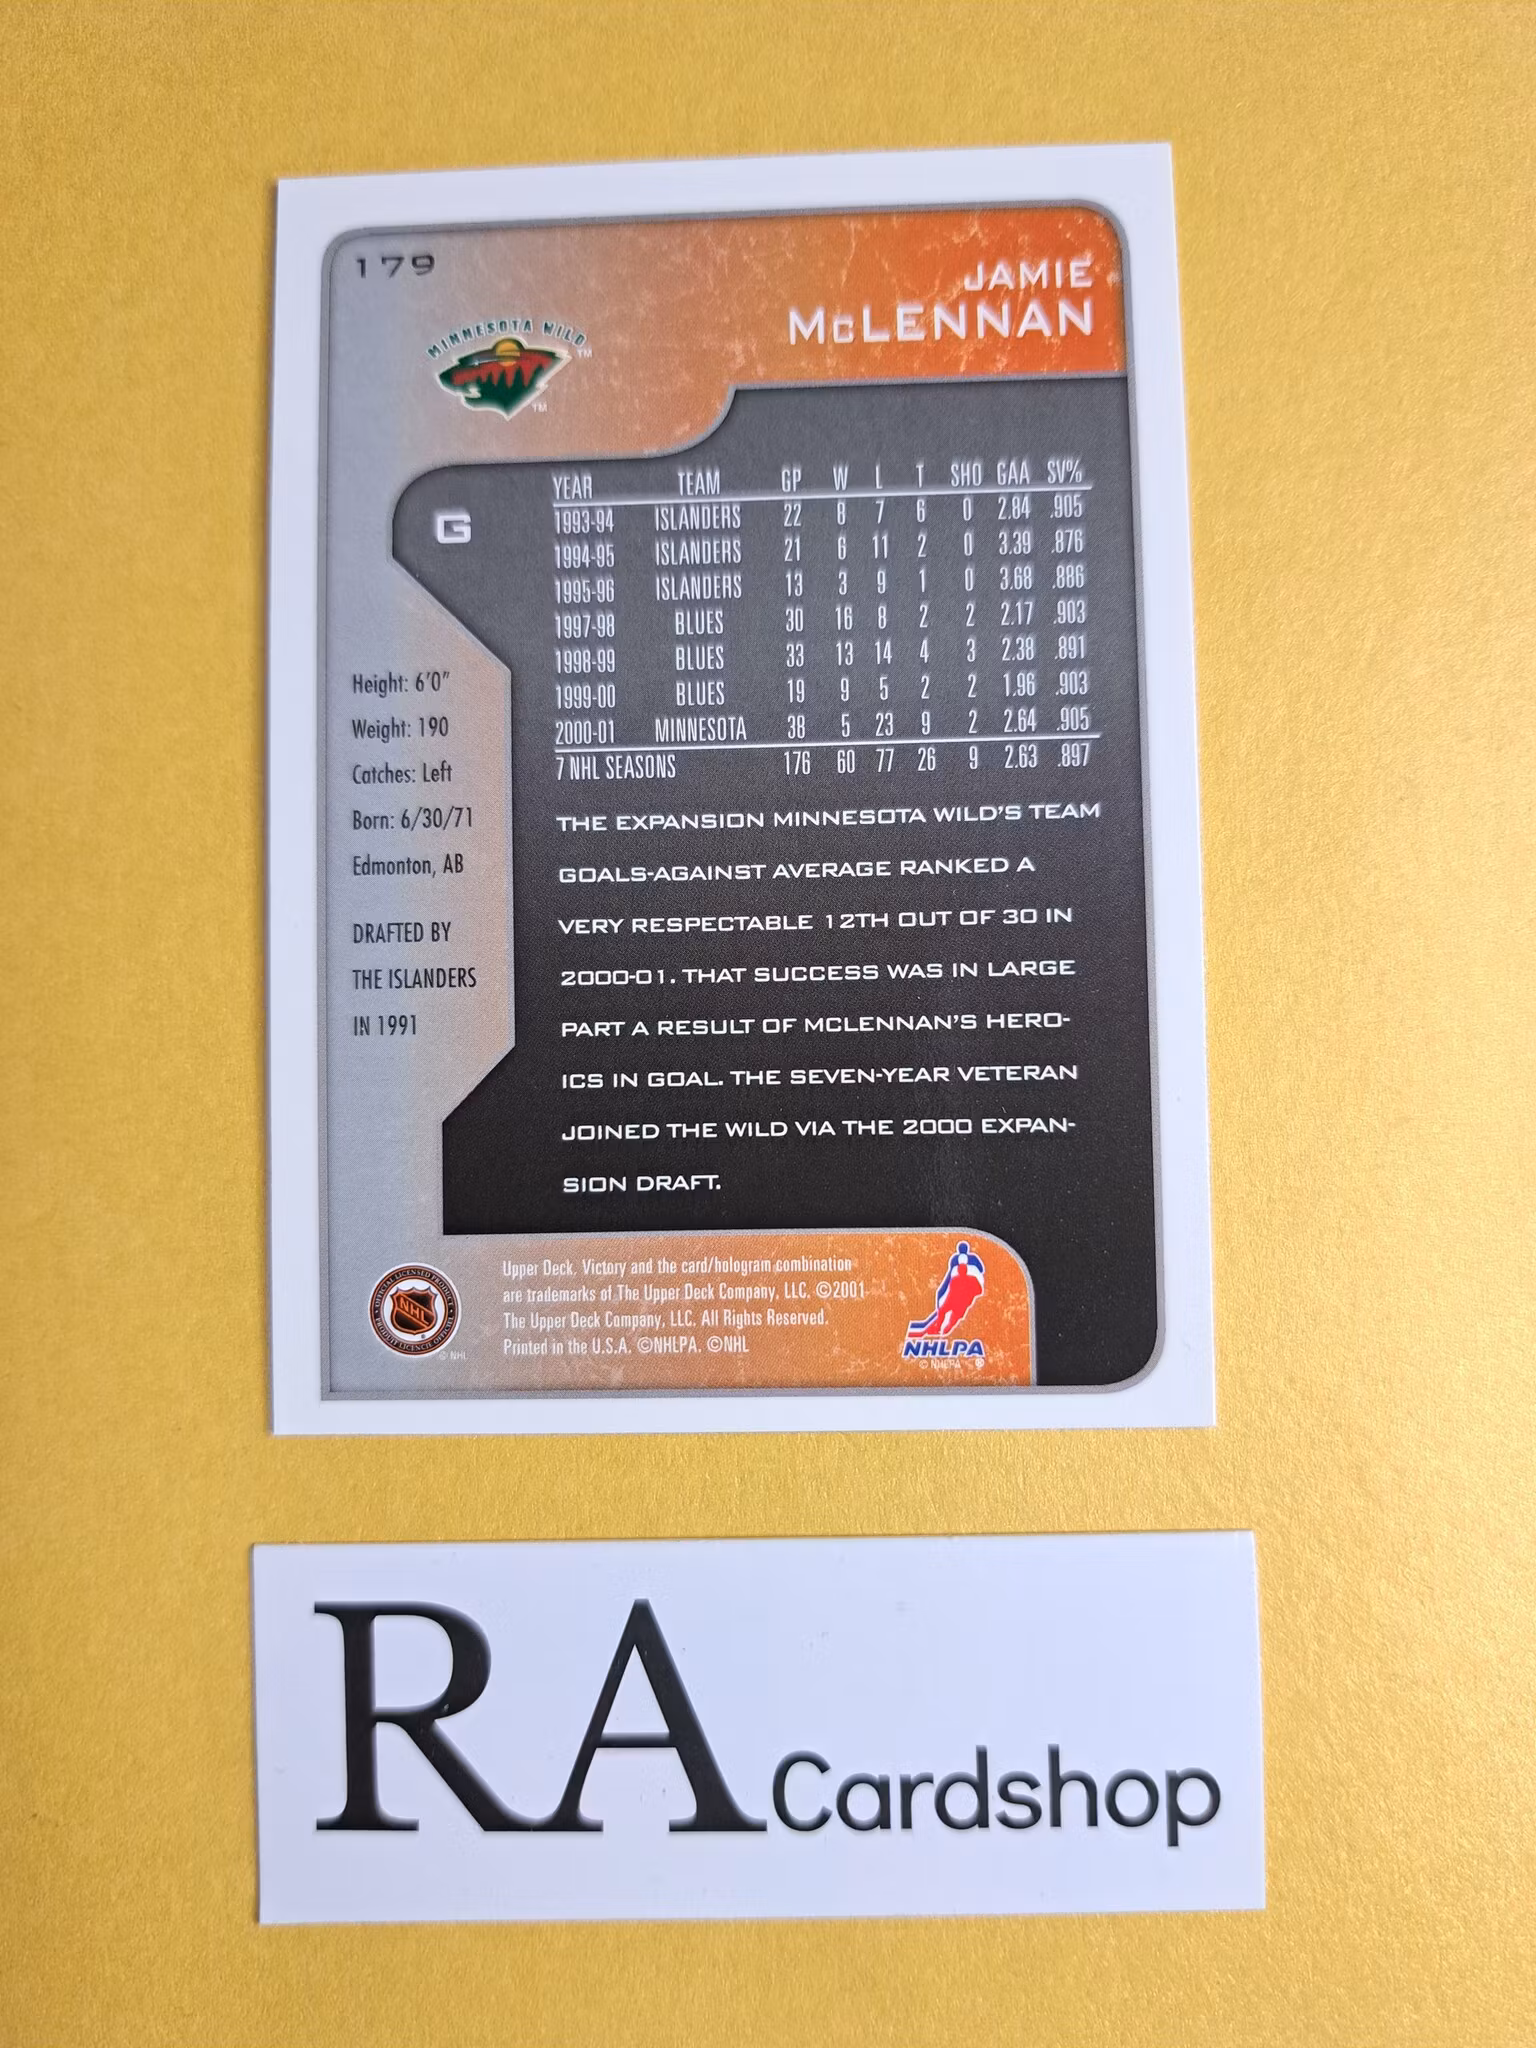 179
JAMIE
McLENNAN
MINNESOTA WILD
TM
TM
G
YEAR TEAM GP W L T SHO GAA SV%
1993-94 ISLANDERS 22 8 7 6 0 2.84 .905
1994-95 ISLANDERS 21 6 11 2 0 3.39 .876
1995-96 ISLANDERS 13 3 9 1 0 3.68 .886
1997-98 BLUES 30 16 8 2 2 2.17 .903
1998-99 BLUES 33 13 14 4 3 2.38 .891
1999-00 BLUES 19 9 5 2 2 1.96 .903
2000-01 MINNESOTA 38 5 23 9 2 2.64 .905
7 NHL SEASONS 176 60 77 26 9 2.63 .897
Height: 6'0"
Weight: 190
Catches: Left
Born: 6/30/71
Edmonton, AB
DRAFTED BY
THE ISLANDERS
IN 1991
THE EXPANSION MINNESOTA WILD'S TEAM
GOALS-AGAINST AVERAGE RANKED A
VERY RESPECTABLE 12TH OUT OF 30 IN
2000-01. THAT SUCCESS WAS IN LARGE
PART A RESULT OF MCLENNAN'S HERO-
ICS IN GOAL. THE SEVEN-YEAR VETERAN
JOINED THE WILD VIA THE 2000 EXPAN-
SION DRAFT.
OFFICIAL LICENSED PRODUCT
NHL
PRODUIT LICENCIE OFFICIEL
© NHL
Upper Deck. Victory and the card/hologram combination
are trademarks of The Upper Deck Company, LLC. ©2001
The Upper Deck Company, LLC. All Rights Reserved.
Printed in the U.S.A. ©NHLPA. ©NHL
NHLPA
© NHLPA ®
RA Cardshop